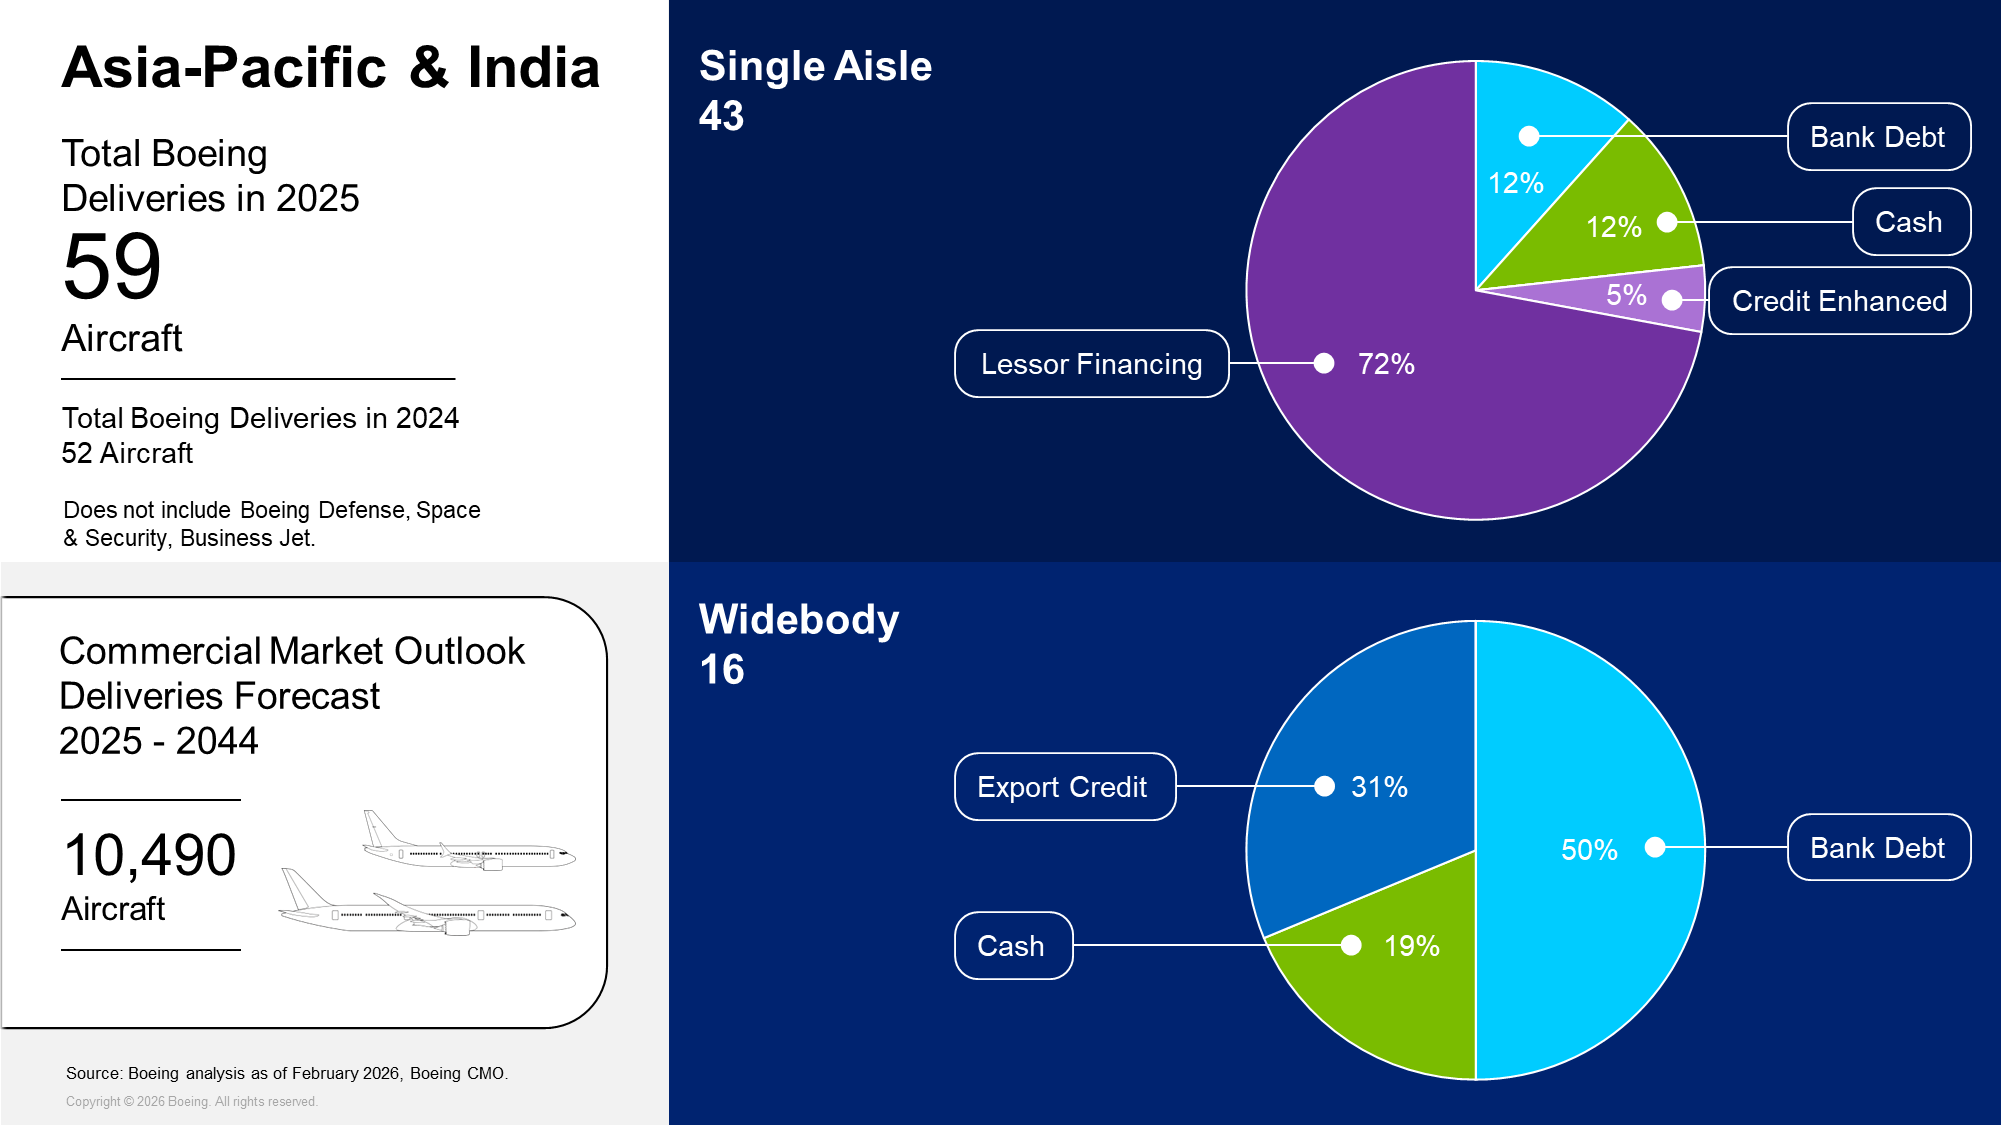 Asia-Pacific & India
Total Boeing
Deliveries in 2025
59
Aircraft
Total Boeing Deliveries in 2024
52 Aircraft
Does not include Boeing Defense, Space
& Security, Business Jet.
Commercial Market Outlook
Deliveries Forecast
2025 - 2044
10,490
Aircraft
Source: Boeing analysis as of February 2026, Boeing CMO.
Copyright © 2026 Boeing. All rights reserved.
Single Aisle
43
Bank Debt
12%
Cash
12%
Credit Enhanced
5%
Lessor Financing
72%
Widebody
16
Export Credit
31%
Bank Debt
50%
Cash
19%